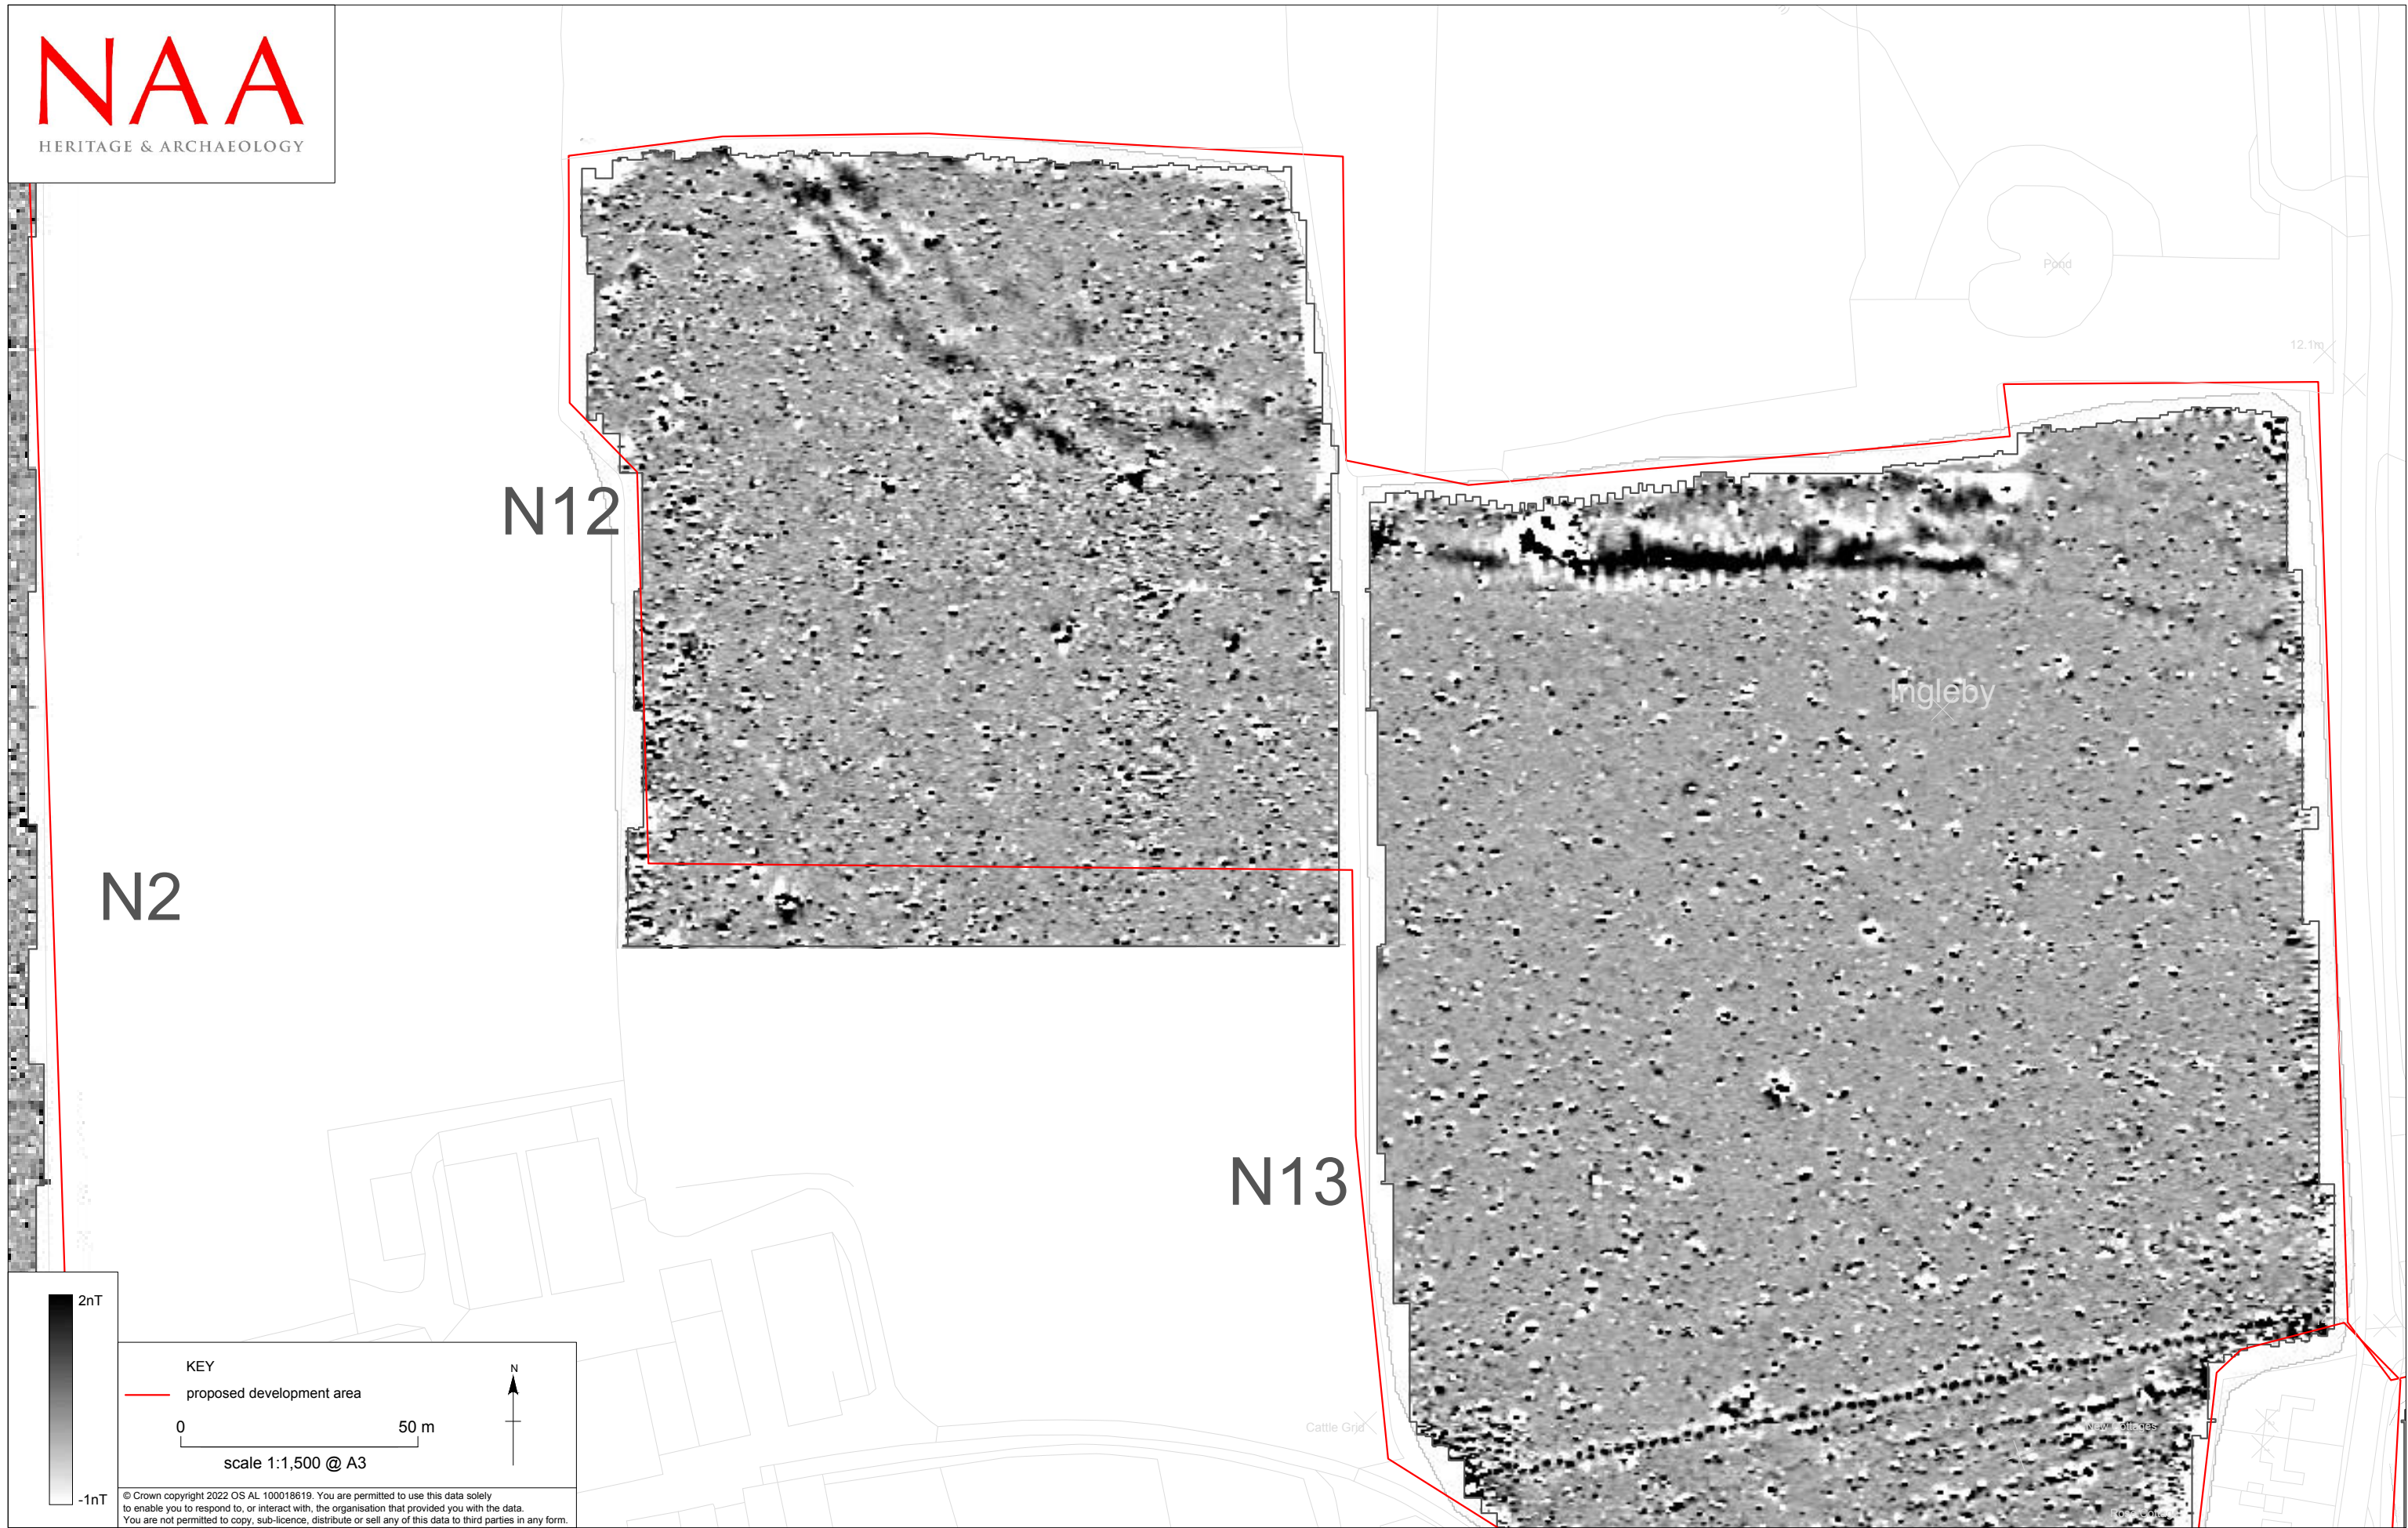 NAA
HERITAGE & ARCHAEOLOGY
Pond
12.1m
N12
Ingleby
N2
N13
2nT
-1nT
KEY
proposed development area
N
0 50 m
scale 1:1,500 @ A3
Cattle Grid
New Cottages
© Crown copyright 2022 OS AL 100018619. You are permitted to use this data solely
to enable you to respond to, or interact with, the organisation that provided you with the data.
You are not permitted to copy, sub-licence, distribute or sell any of this data to third parties in any form.